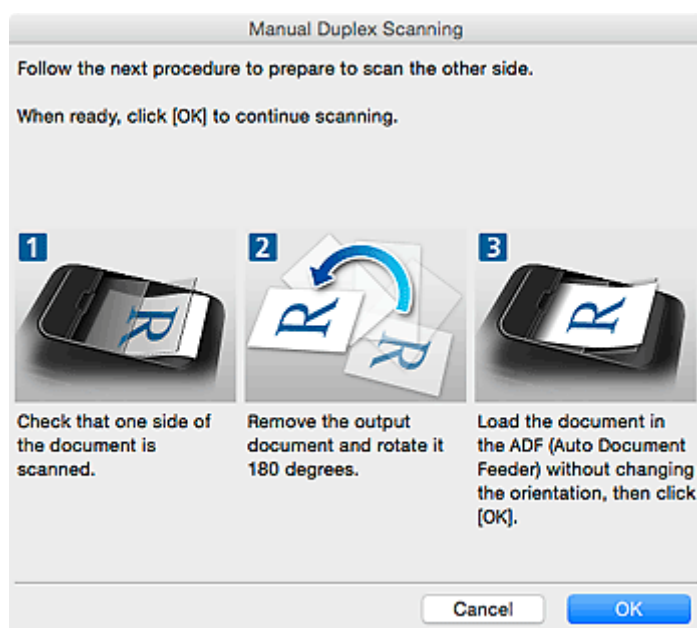 Manual Duplex Scanning
Follow the next procedure to prepare to scan the other side.
When ready, click [OK] to continue scanning.
1
R
Check that one side of
the document is
scanned.
2
R
R
Remove the output
document and rotate it
180 degrees.
3
R
Load the document in
the ADF (Auto Document
Feeder) without changing
the orientation, then click
[OK].
Cancel
OK